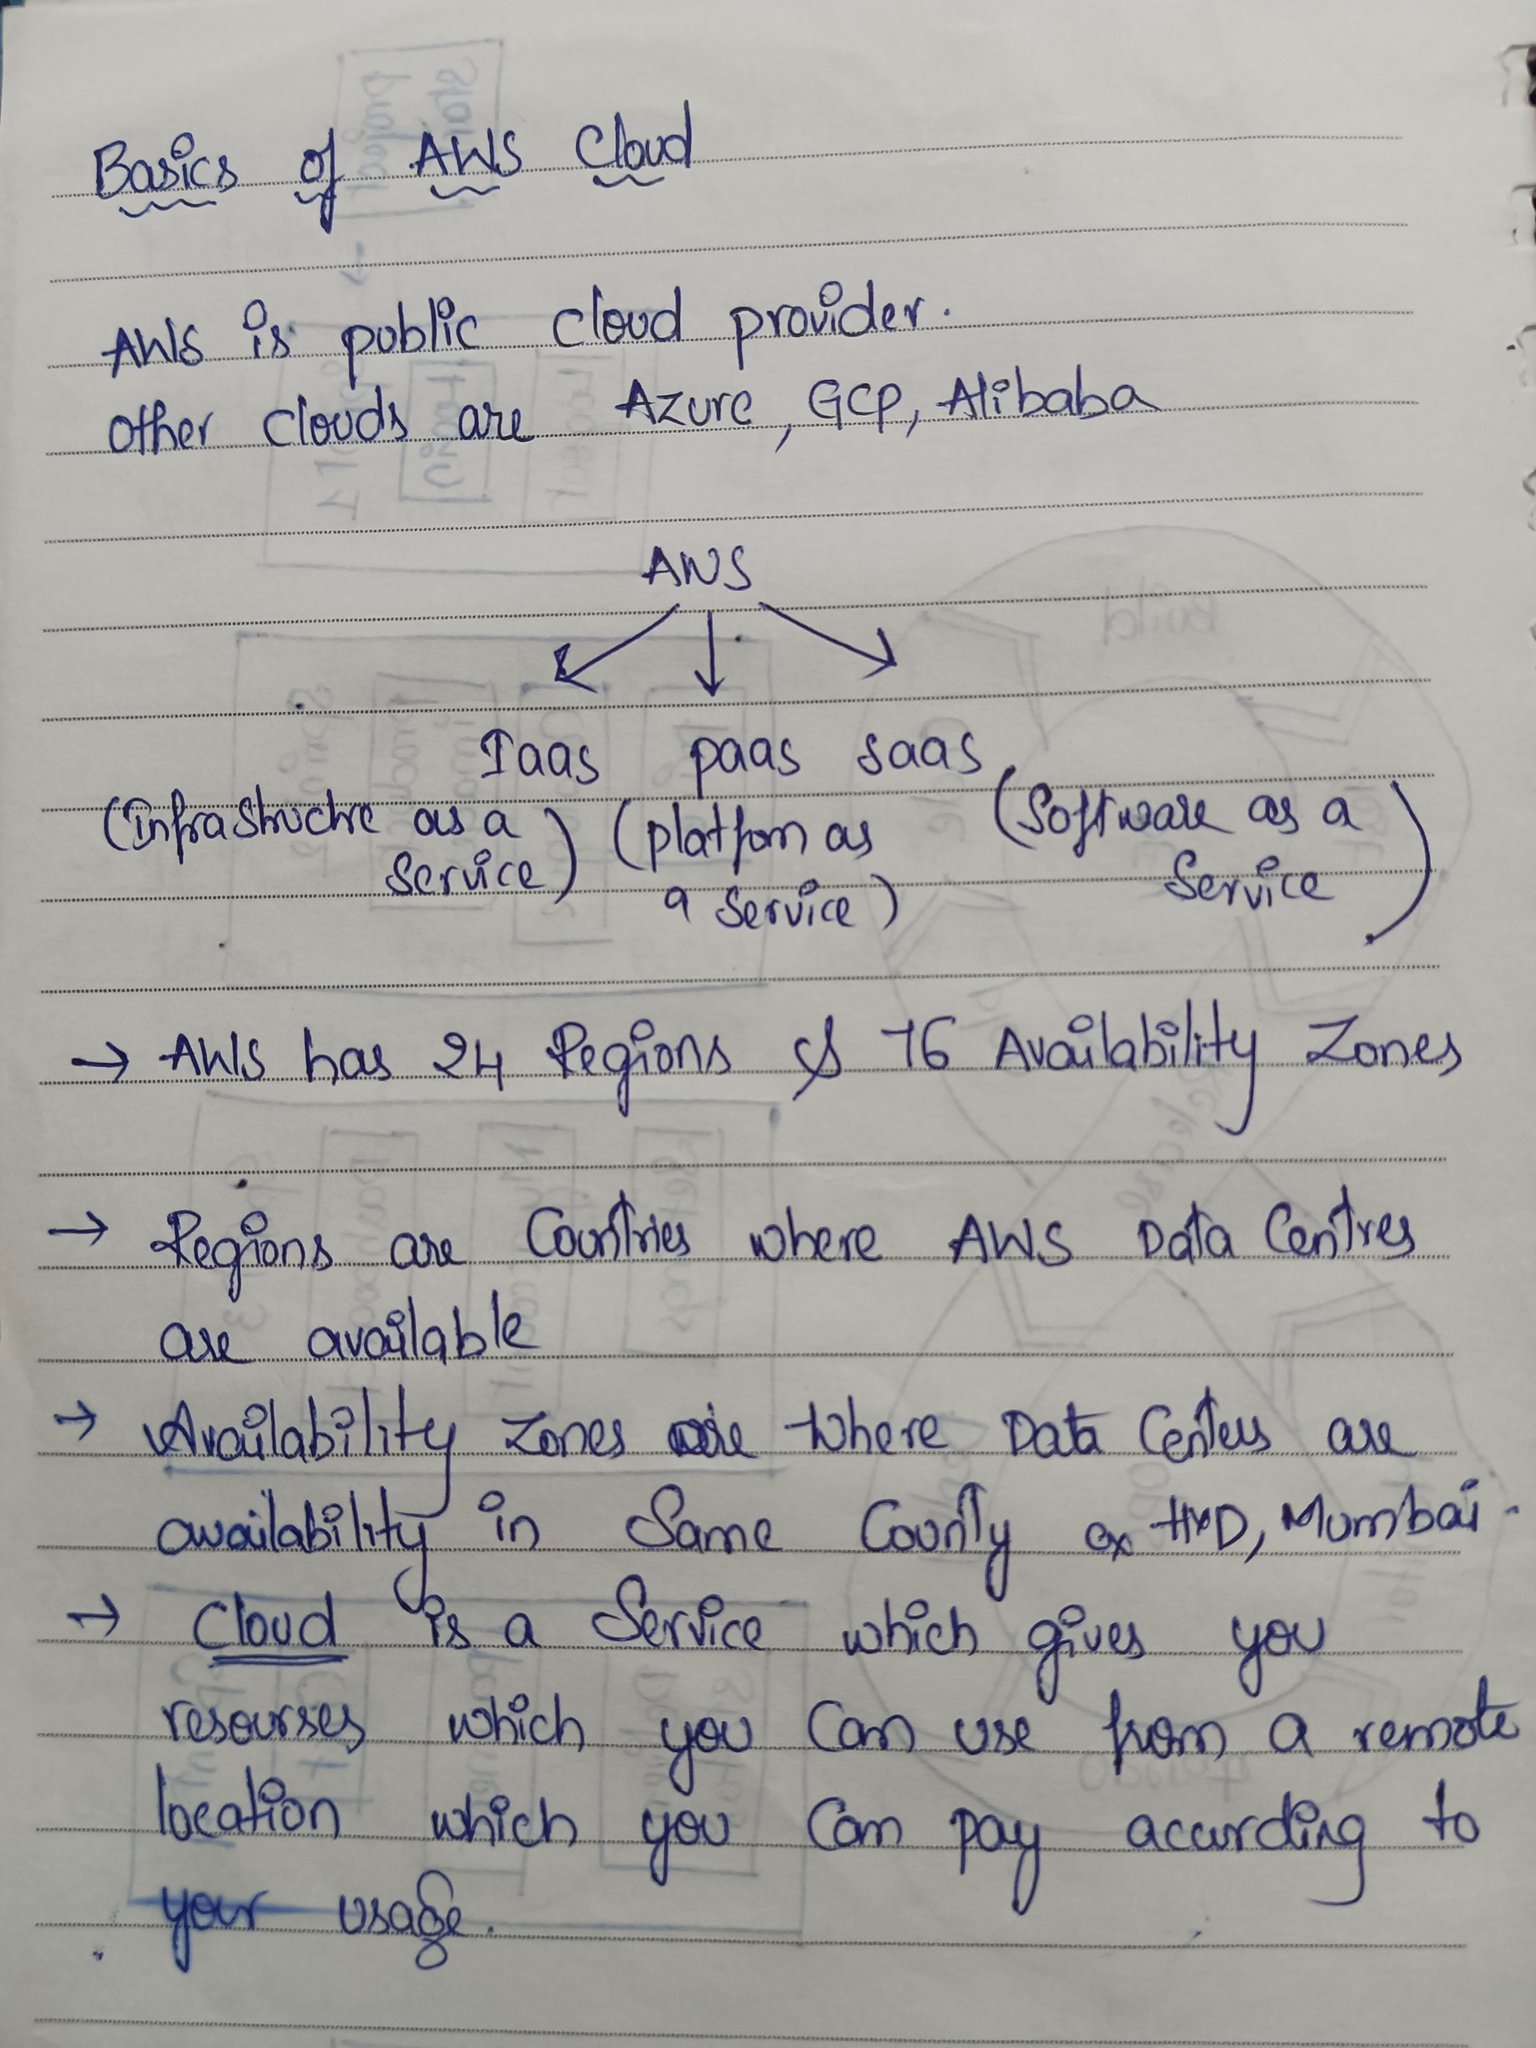 Basics of AWS Cloud
AWS is public cloud provider.
Other clouds are Azure, GCP, Alibaba
AWS
Iaas paas saas
(Infrastructre as a service) (platfom as a service) (Software as a service)
→ AWS has 24 Regions & 76 Availability Zones
→ Regions are Countries where AWS Data Centres
are available
→ Availability Zones are where Data Centers are
availability in Same County ex HYD, Mumbai.
→ Cloud is a Service which gives you
resourses which you can use from a remote
location which you can pay according to
your usage.